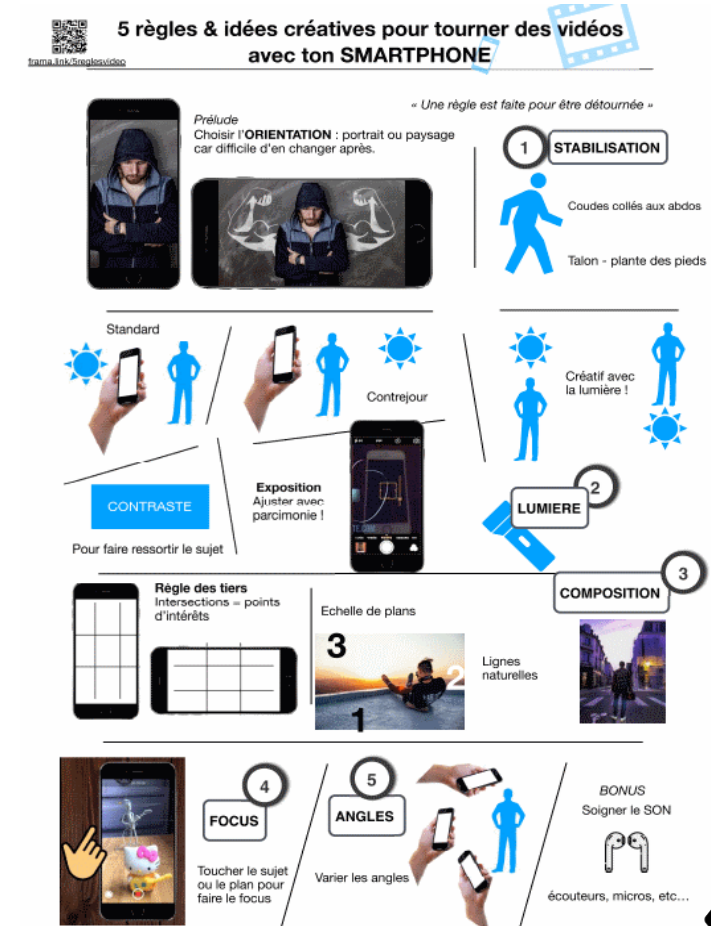 5 règles & idées créatives pour tourner des vidéos
avec ton SMARTPHONE
frama.link/5reglesvideo
« Une règle est faite pour être détournée »
Prélude
Choisir l'ORIENTATION : portrait ou paysage
car difficile d'en changer après.
1
STABILISATION
Coudes collés aux abdos
Talon - plante des pieds
Standard
Contrejour
Créatif avec
la lumière !
CONTRASTE
Pour faire ressortir le sujet
Exposition
Ajuster avec
parcimonie !
2
LUMIERE
3
COMPOSITION
Règle des tiers
Intersections = points
d'intérêts
Echelle de plans
3
2
1
Lignes
naturelles
4
FOCUS
Toucher le sujet
ou le plan pour
faire le focus
5
ANGLES
Varier les angles
BONUS
Soigner le SON
écouteurs, micros, etc...